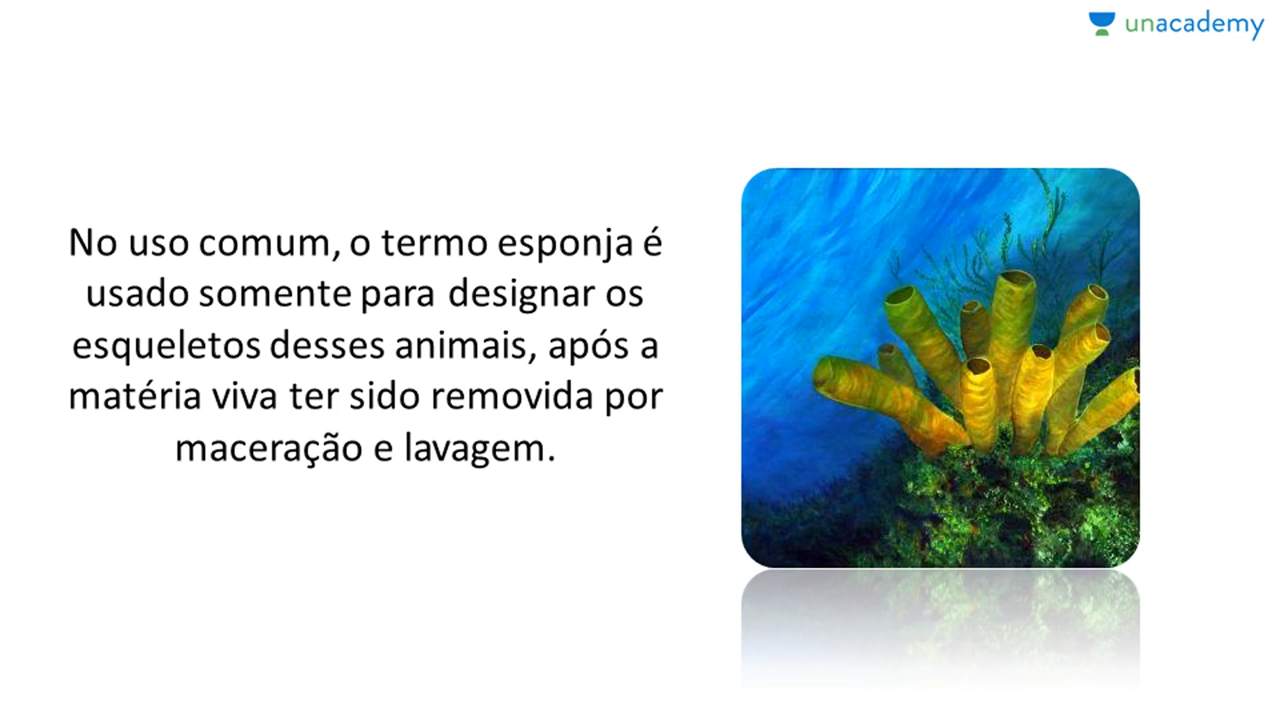 unacademy
No uso comum, o termo esponja é
usado somente para designar os
esqueletos desses animais, após a
matéria viva ter sido removida por
maceração e lavagem.